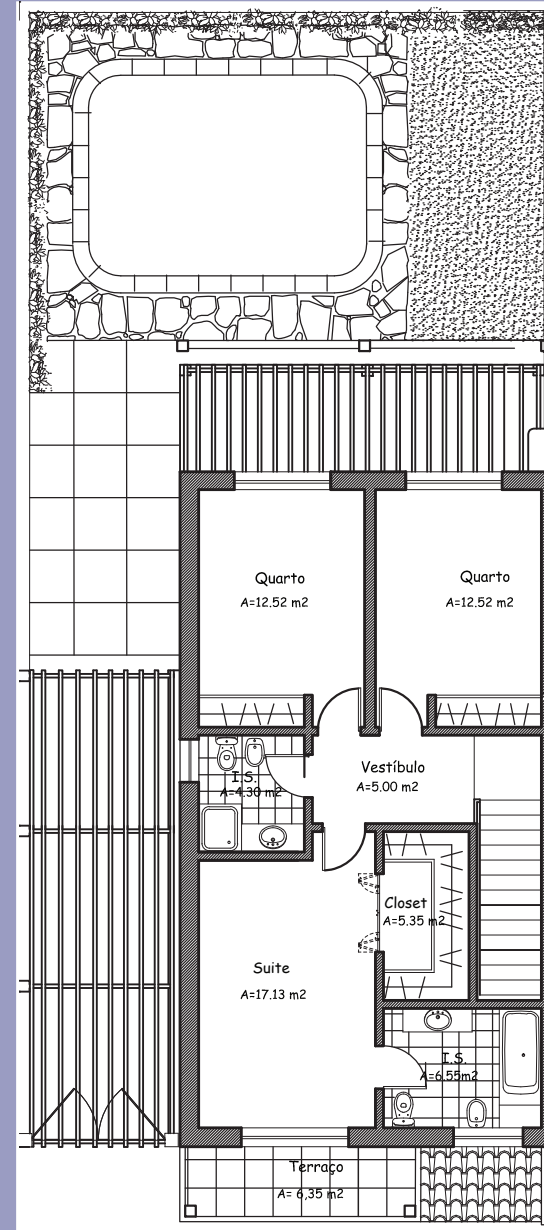 Quarto
A=12.52 m2
Quarto
A=12.52 m2
I.S.
A=4.30 m2
Vestíbulo
A=5.00 m2
Closet
A=5.35 m2
Suite
A=17.13 m2
I.S.
A=6.55m2
Terraço
A= 6,35 m2